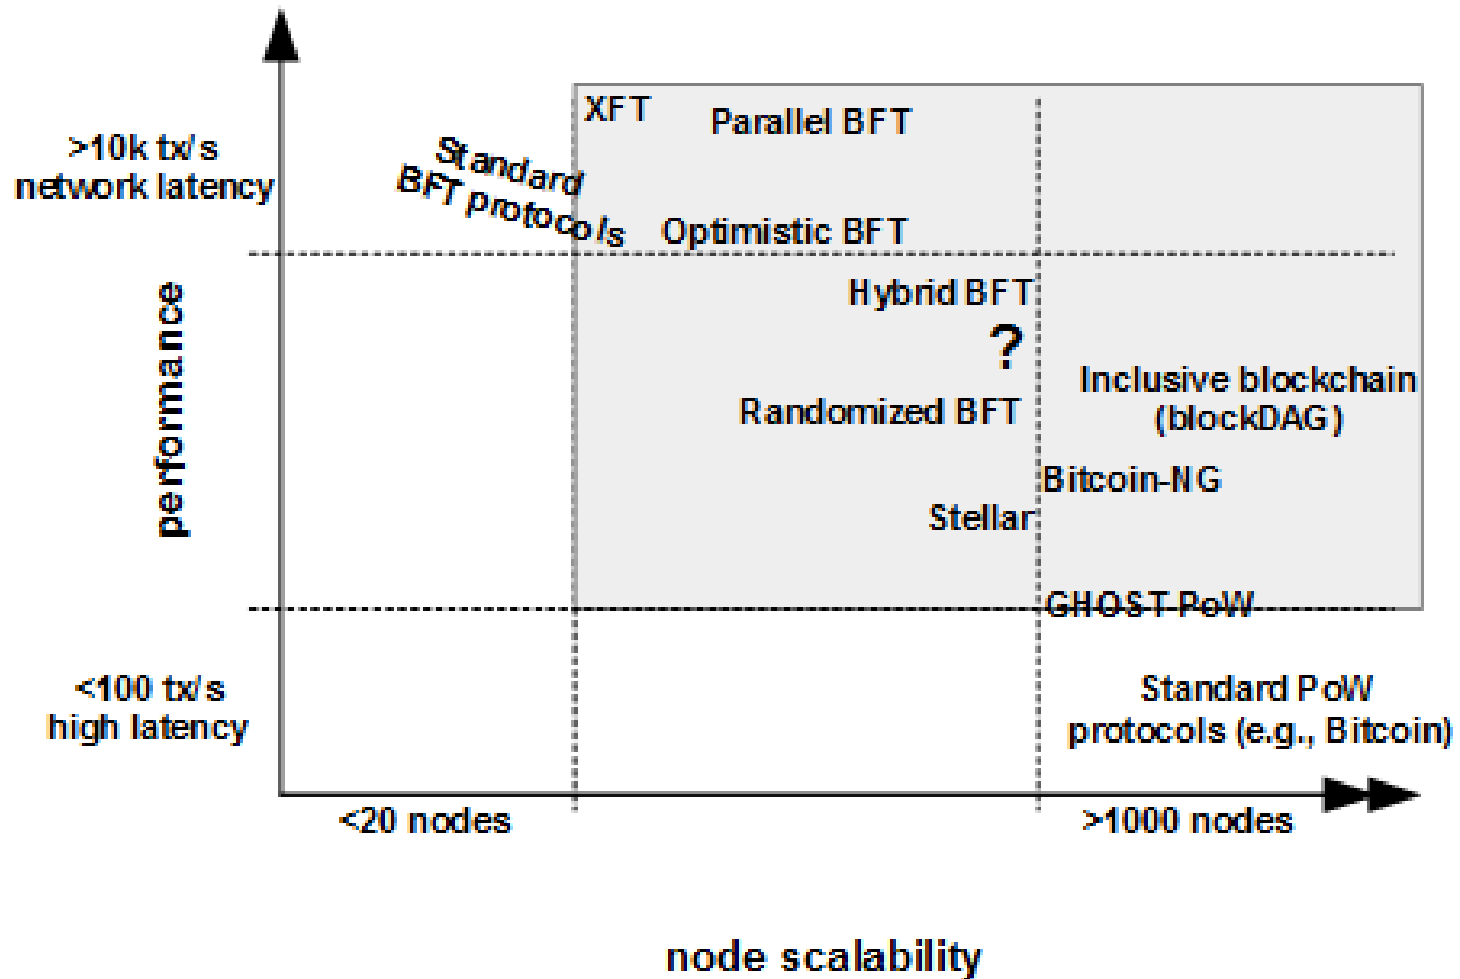 XFT
Parallel BFT
>10k tx/s
network latency
Standard
BFT protocols
Optimistic BFT
Hybrid BFT
?
performance
Inclusive blockchain
(blockDAG)
Randomized BFT
Bitcoin-NG
Stellar
GHOST PoW
<100 tx/s
high latency
Standard PoW
protocols (e.g., Bitcoin)
<20 nodes
>1000 nodes
node scalability